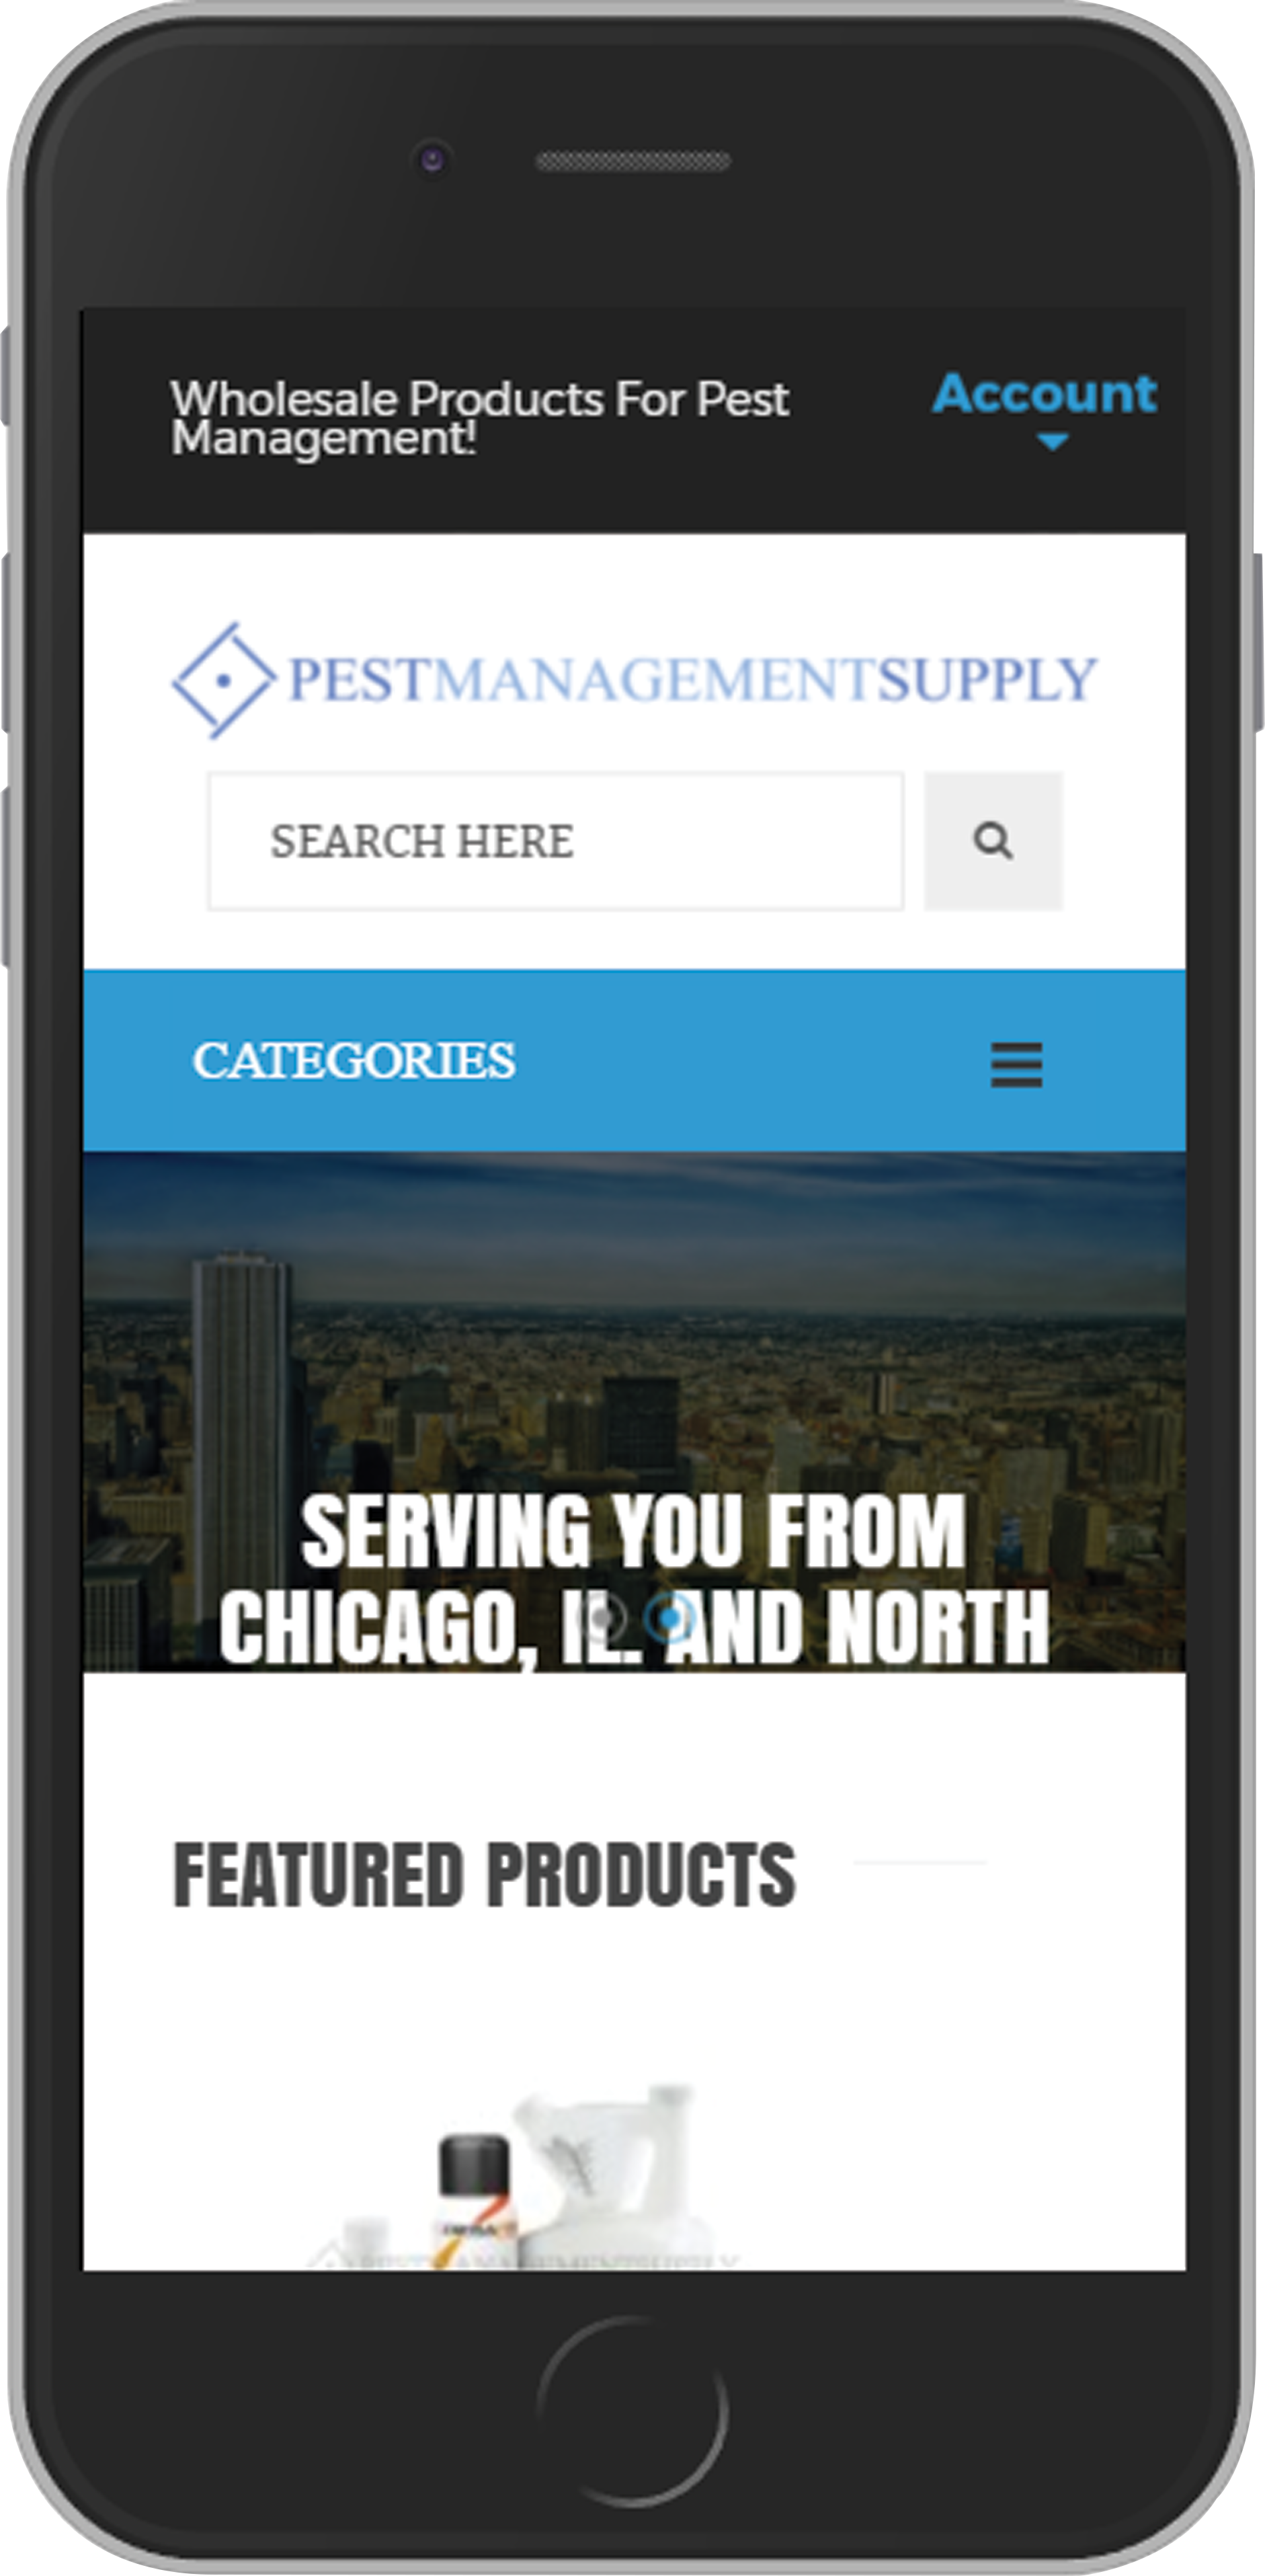 Wholesale Products For Pest
Management!
Account
PESTMANAGEMENTSUPPLY
SEARCH HERE
CATEGORIES
SERVING YOU FROM
CHICAGO, IL. AND NORTH
FEATURED PRODUCTS